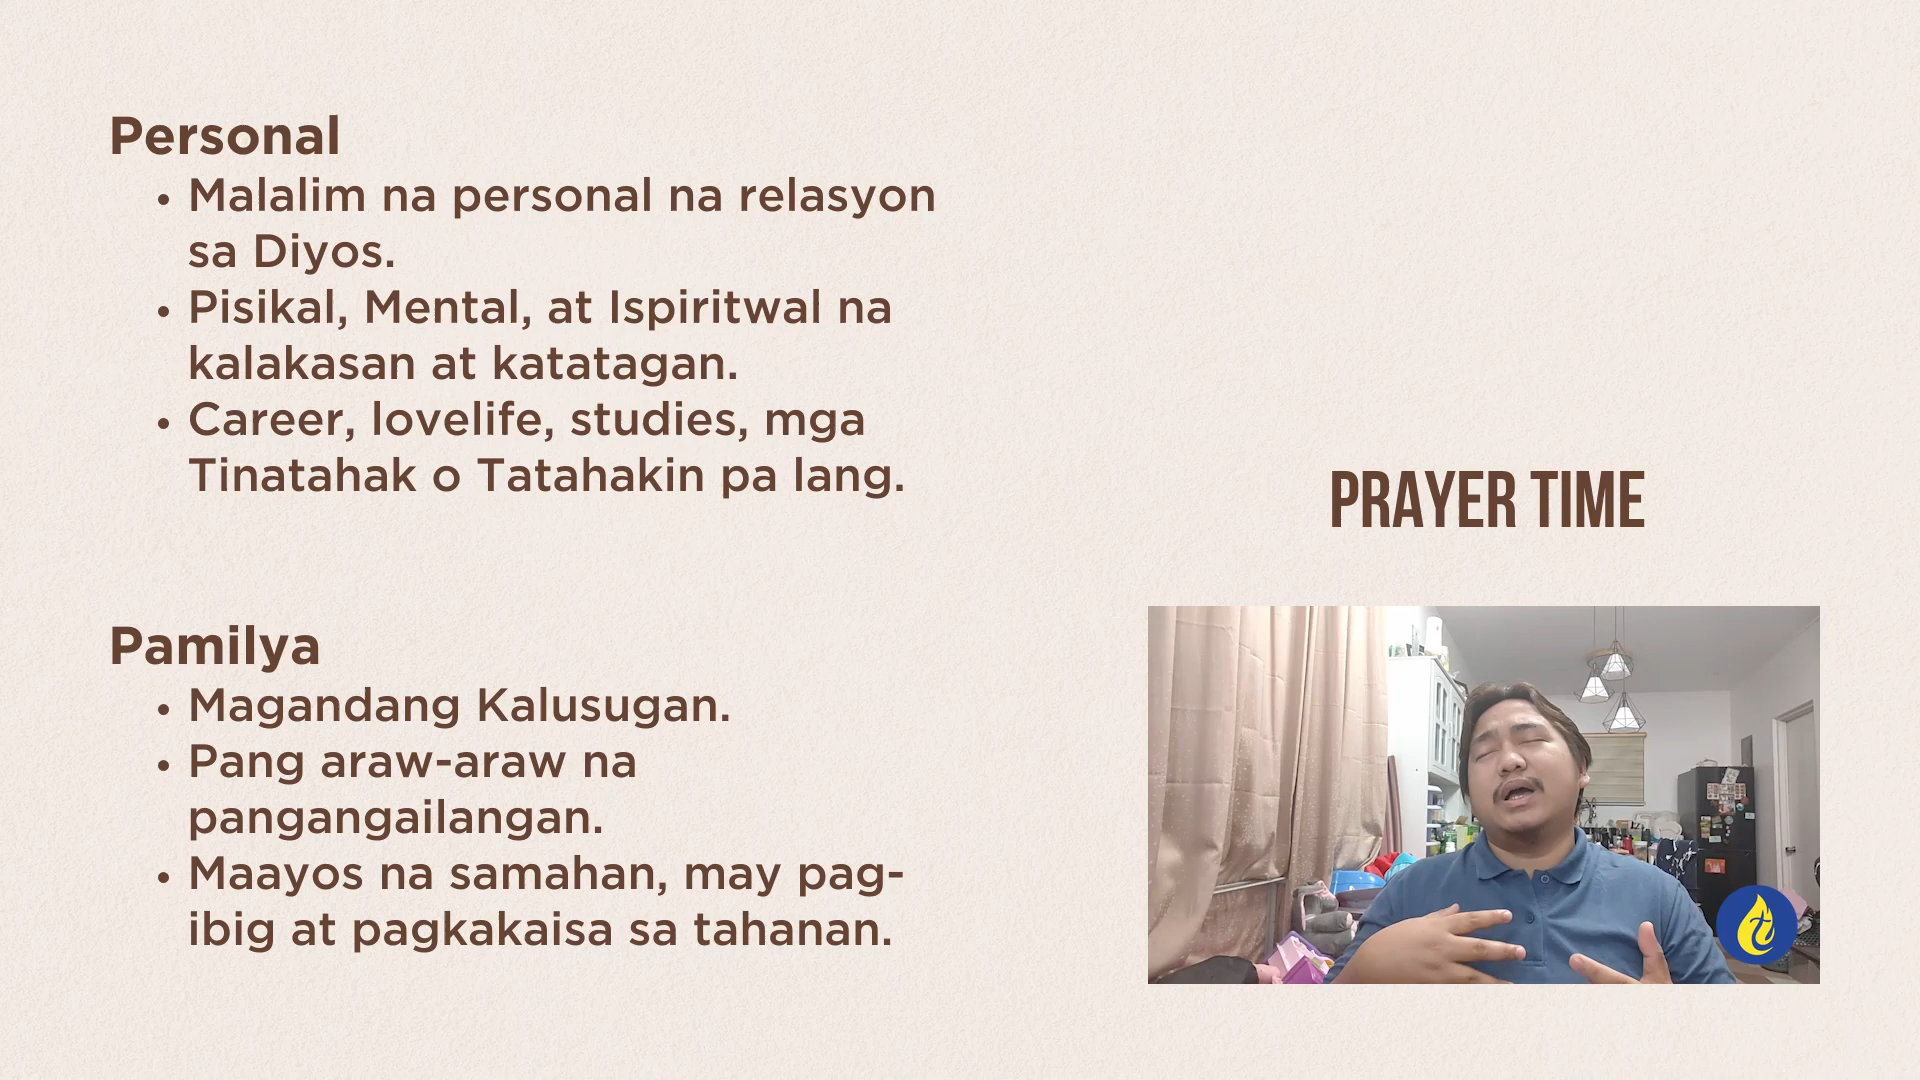 Personal
• Malalim na personal na relasyon
sa Diyos.
• Pisikal, Mental, at Ispiritwal na
kalakasan at katatagan.
• Career, lovelife, studies, mga
Tinatahak o Tatahakin pa lang.
Pamilya
• Magandang Kalusugan.
• Pang araw-araw na
pangangailangan.
• Maayos na samahan, may pag-
ibig at pagkakaisa sa tahanan.
PRAYER TIME